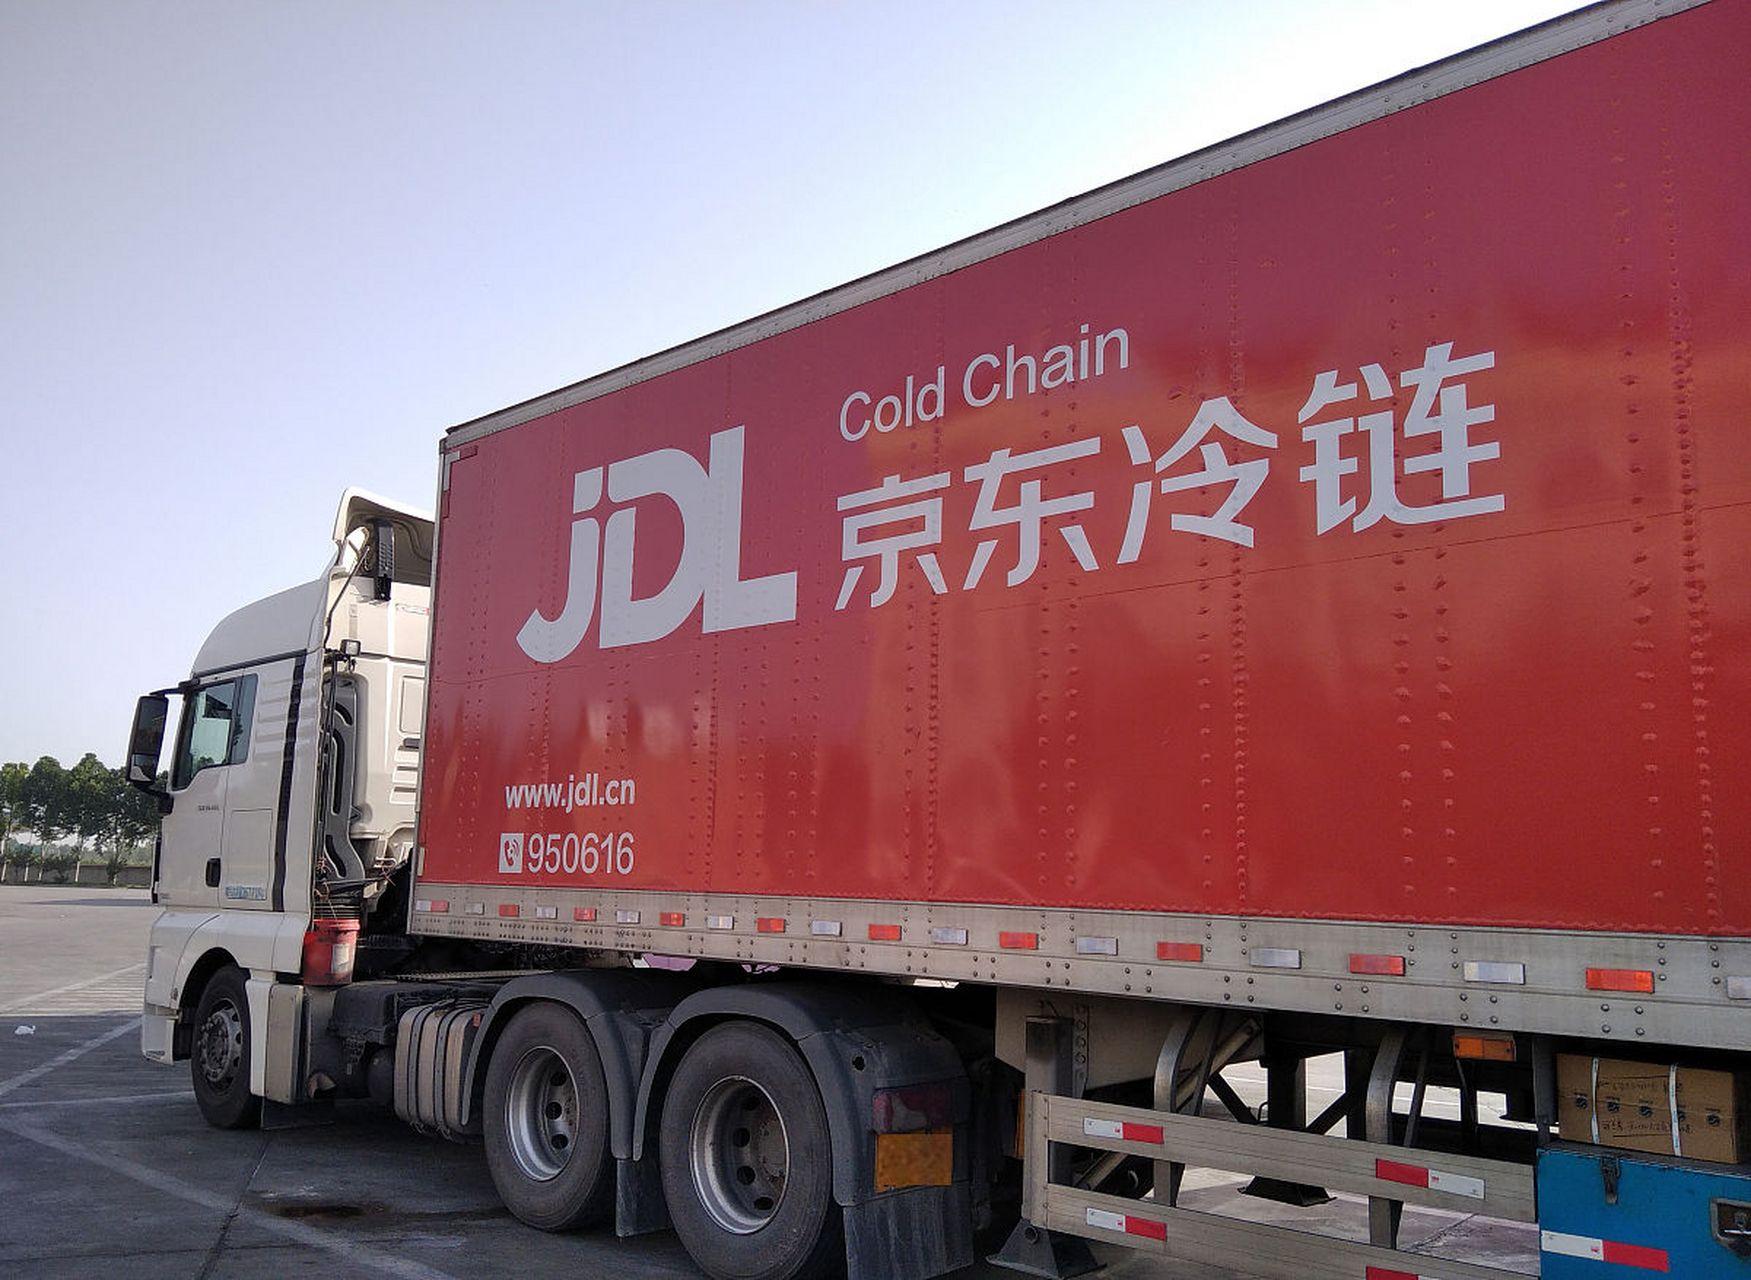 Cold Chain
JDL 京东冷链
www.jdl.cn
950616